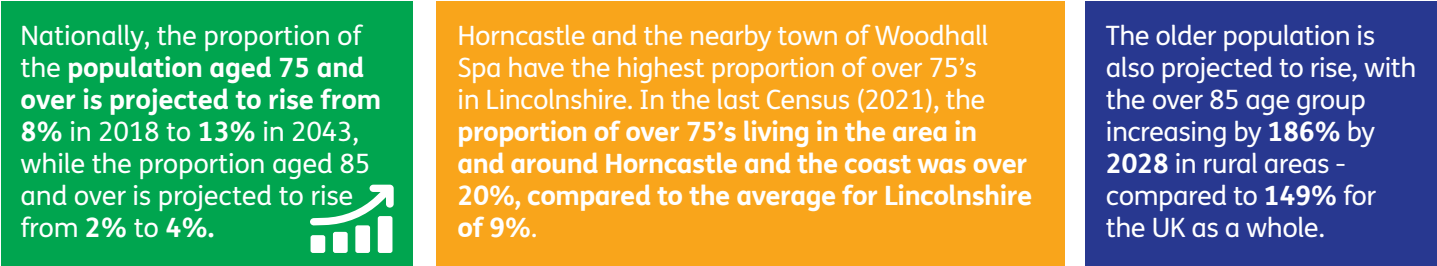 Nationally, the proportion of
the population aged 75 and
over is projected to rise from
8% in 2018 to 13% in 2043,
while the proportion aged 85
and over is projected to rise
from 2% to 4%.
Horncastle and the nearby town of Woodhall
Spa have the highest proportion of over 75's
in Lincolnshire. In the last Census (2021), the
proportion of over 75's living in the area in
and around Horncastle and the coast was over
20%, compared to the average for Lincolnshire
of 9%.
The older population is
also projected to rise, with
the over 85 age group
increasing by 186% by
2028 in rural areas -
compared to 149% for
the UK as a whole.